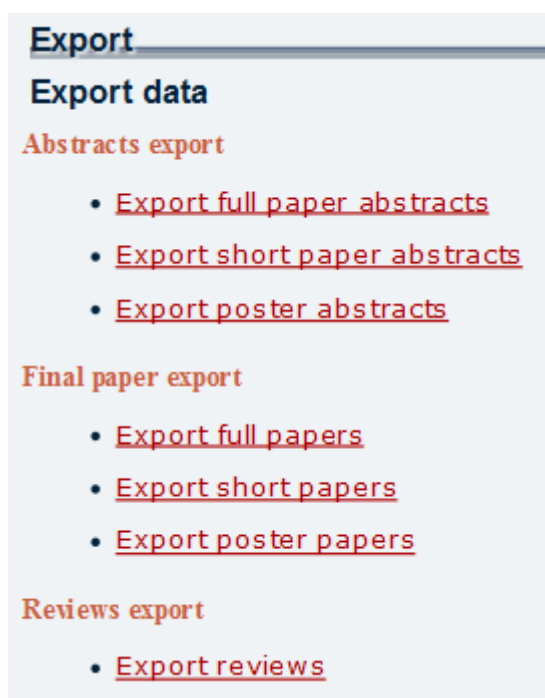 Export
Export data
Abstracts export
• Export full paper abstracts
• Export short paper abstracts
• Export poster abstracts
Final paper export
• Export full papers
• Export short papers
• Export poster papers
Reviews export
• Export reviews